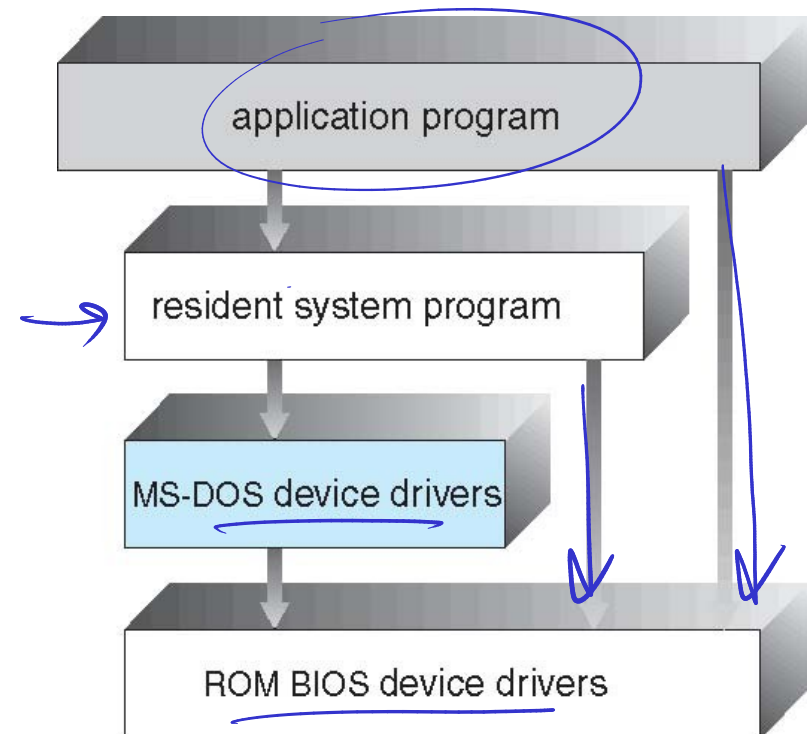 application program
resident system program
MS-DOS device drivers
ROM BIOS device drivers